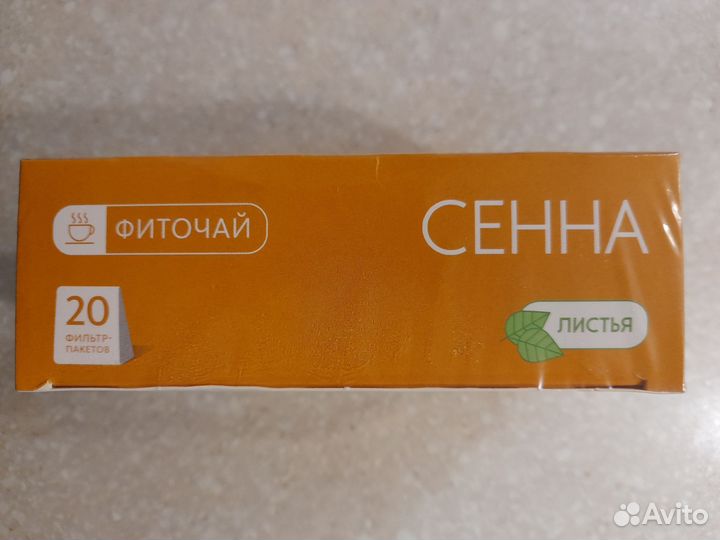 ФИТОЧАЙ
СЕННА
20
ФИЛЬТР-
ПАКЕТОВ
ЛИСТЬЯ
Avito